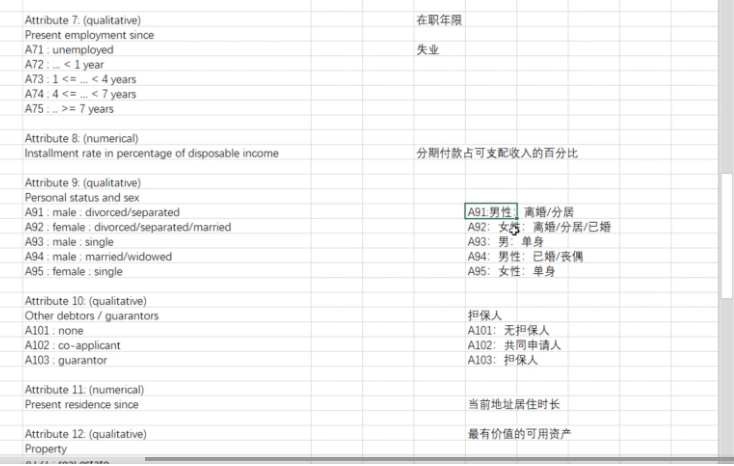 Attribute 7: (qualitative) 在职年限
Present employment since
A71 : unemployed 失业
A72 : ... < 1 year
A73 : 1 <= ... < 4 years
A74 : 4 <= ... < 7 years
A75 : .. >= 7 years
Attribute 8: (numerical)
Installment rate in percentage of disposable income 分期付款占可支配收入的百分比
Attribute 9: (qualitative)
Personal status and sex
A91 : male : divorced/separated A91:男性： 离婚/分居
A92 : female : divorced/separated/married A92： 女性： 离婚/分居/已婚
A93 : male : single A93： 男： 单身
A94 : male : married/widowed A94： 男性： 已婚/丧偶
A95 : female : single A95： 女性： 单身
Attribute 10: (qualitative)
Other debtors / guarantors 担保人
A101 : none A101： 无担保人
A102 : co-applicant A102： 共同申请人
A103 : guarantor A103： 担保人
Attribute 11: (numerical)
Present residence since 当前地址居住时长
Attribute 12: (qualitative) 最有价值的可用资产
Property